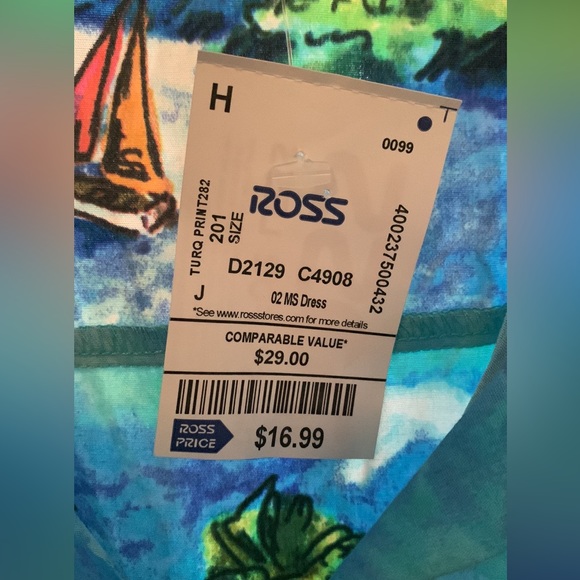 H
T
0099
TURQ PRINT282
201
SIZE
ROSS
400237500432
D2129 C4908
J
02 MS Dress
*See www.rossstores.com for more details
COMPARABLE VALUE*
$29.00
ROSS
PRICE
$16.99